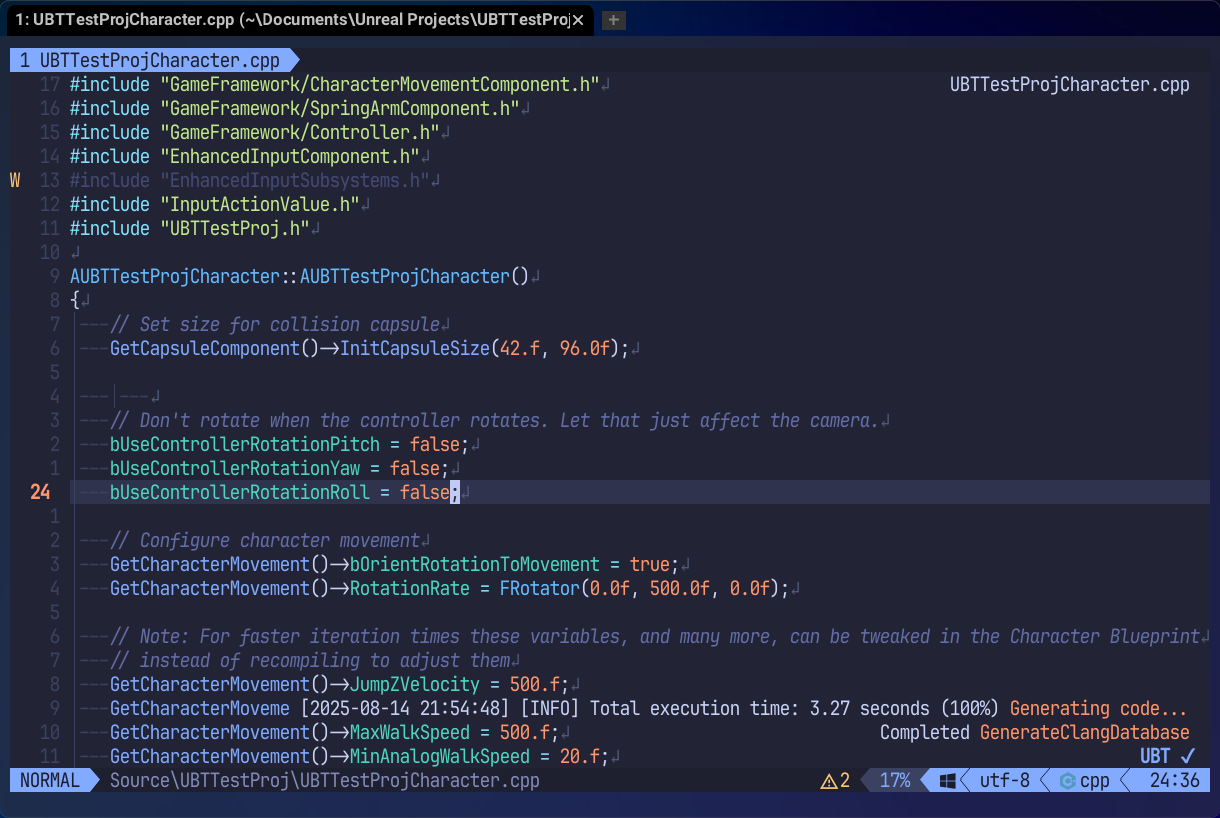 1: UBTTestProjCharacter.cpp (~\Documents\Unreal Projects\UBTTestProj
1 UBTTestProjCharacter.cpp
17 #include "GameFramework/CharacterMovementComponent.h" UBTTestProjCharacter.cpp
16 #include "GameFramework/SpringArmComponent.h"
15 #include "GameFramework/Controller.h"
14 #include "EnhancedInputComponent.h"
W 13 #include "EnhancedInputSubsystems.h"
12 #include "InputActionValue.h"
11 #include "UBTTestProj.h"
10
9 AUBTTestProjCharacter::AUBTTestProjCharacter()
8 {
7 // Set size for collision capsule
6 GetCapsuleComponent()->InitCapsuleSize(42.f, 96.0f);
5
4
3 // Don't rotate when the controller rotates. Let that just affect the camera.
2 bUseControllerRotationPitch = false;
1 bUseControllerRotationYaw = false;
24 bUseControllerRotationRoll = false;
1
2 // Configure character movement
3 GetCharacterMovement()->bOrientRotationToMovement = true;
4 GetCharacterMovement()->RotationRate = FRotator(0.0f, 500.0f, 0.0f);
5
6 // Note: For faster iteration times these variables, and many more, can be tweaked in the Character Blueprint
7 // instead of recompiling to adjust them
8 GetCharacterMovement()->JumpZVelocity = 500.f;
9 GetCharacterMoveme [2025-08-14 21:54:48] [INFO] Total execution time: 3.27 seconds (100%) Generating code...
10 GetCharacterMovement()->MaxWalkSpeed = 500.f; Completed GenerateClangDatabase
11 GetCharacterMovement()->MinAnalogWalkSpeed = 20.f; UBT ✓
NORMAL Source\UBTTestProj\UBTTestProjCharacter.cpp ⚠2 17% utf-8 cpp 24:36